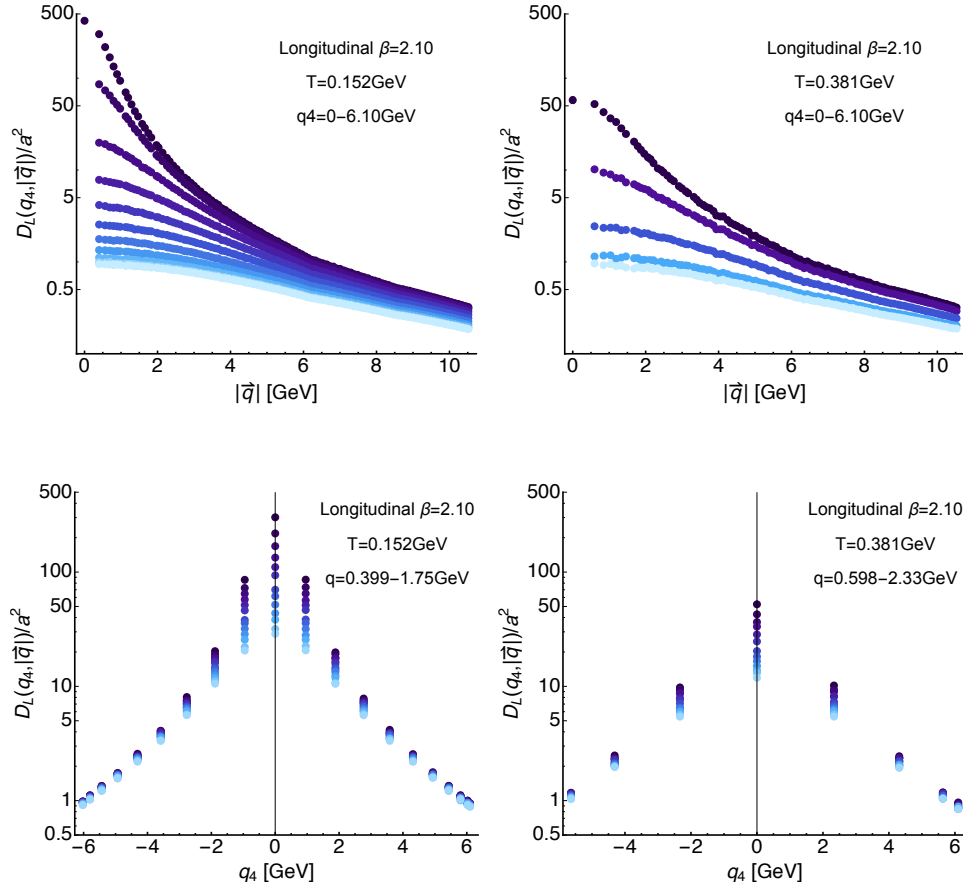 500
50
5
0.5
D_L(q_4,|q⃗|)/a^2
Longitudinal β=2.10
T=0.152GeV
q4=0−6.10GeV
0 2 4 6 8 10
|q⃗| [GeV]
500
50
5
0.5
D_L(q_4,|q⃗|)/a^2
Longitudinal β=2.10
T=0.381GeV
q4=0−6.10GeV
0 2 4 6 8 10
|q⃗| [GeV]
500
100
50
10
5
1
0.5
D_L(q_4,|q⃗|)/a^2
Longitudinal β=2.10
T=0.152GeV
q=0.399−1.75GeV
−6 −4 −2 0 2 4 6
q_4 [GeV]
500
100
50
10
5
1
0.5
D_L(q_4,|q⃗|)/a^2
Longitudinal β=2.10
T=0.381GeV
q=0.598−2.33GeV
−4 −2 0 2 4 6
q_4 [GeV]